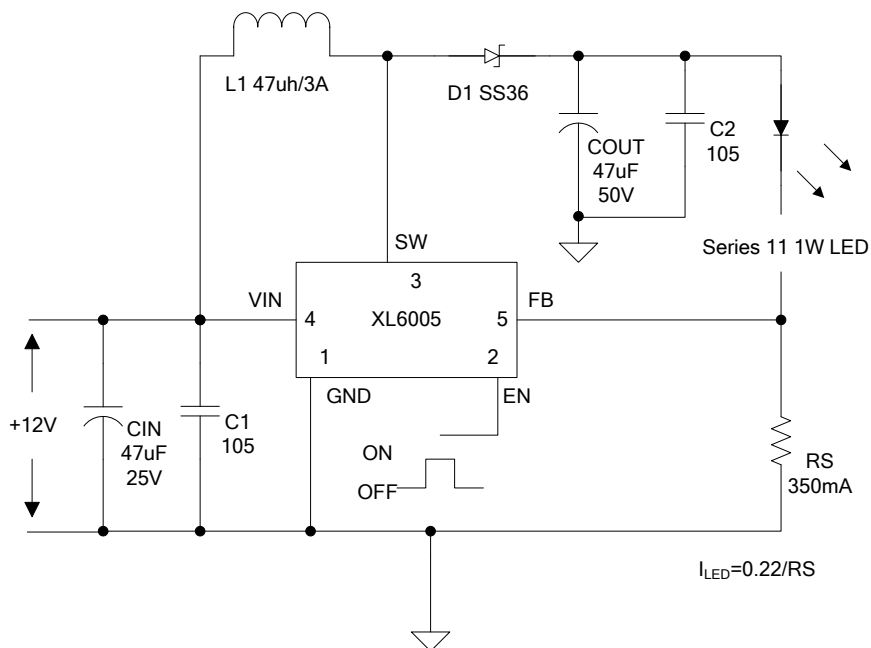 L1 47uh/3A
D1 SS36
COUT
47uF
50V
C2
105
SW
Series 11 1W LED
3
VIN
FB
4
XL6005
5
1
2
GND
EN
+12V
CIN
47uF
25V
C1
105
ON
OFF
RS
350mA
ILED=0.22/RS